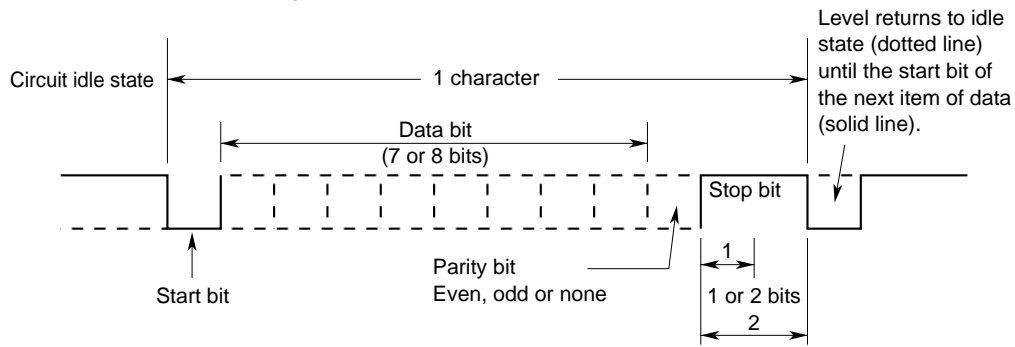 Level returns to idle
state (dotted line)
until the start bit of
the next item of data
(solid line).
Circuit idle state
1 character
Data bit
(7 or 8 bits)
Stop bit
1
Parity bit
Even, odd or none
Start bit
1 or 2 bits
2